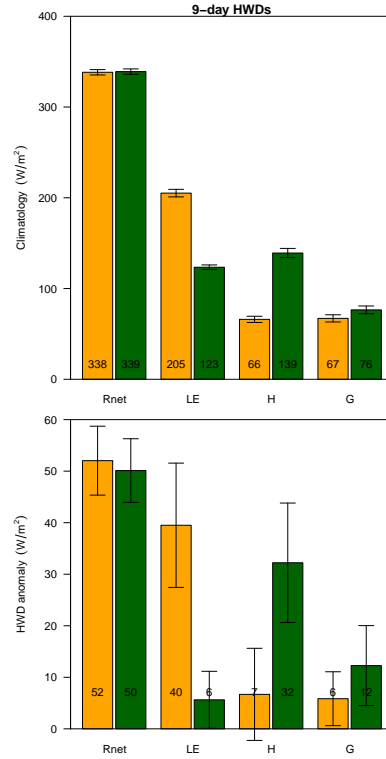 9−day HWDs
Climatology (W/m²)
400
300
200
100
0
338 339 205 123 66 139 67 76
Rnet LE H G
HWD anomaly (W/m²)
60
50
40
30
20
10
0
52 50 40 6 7 32 6 12
Rnet LE H G